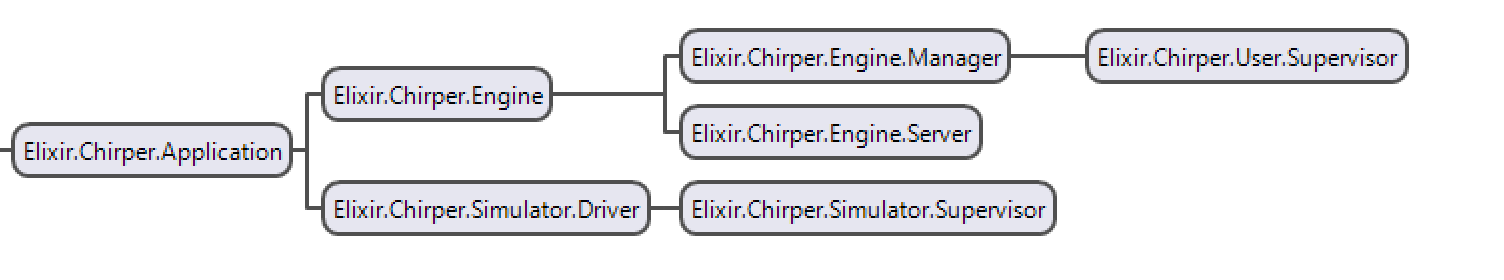 Elixir.Chirper.Engine.Manager
Elixir.Chirper.User.Supervisor
Elixir.Chirper.Engine
Elixir.Chirper.Engine.Server
Elixir.Chirper.Application
Elixir.Chirper.Simulator.Driver
Elixir.Chirper.Simulator.Supervisor